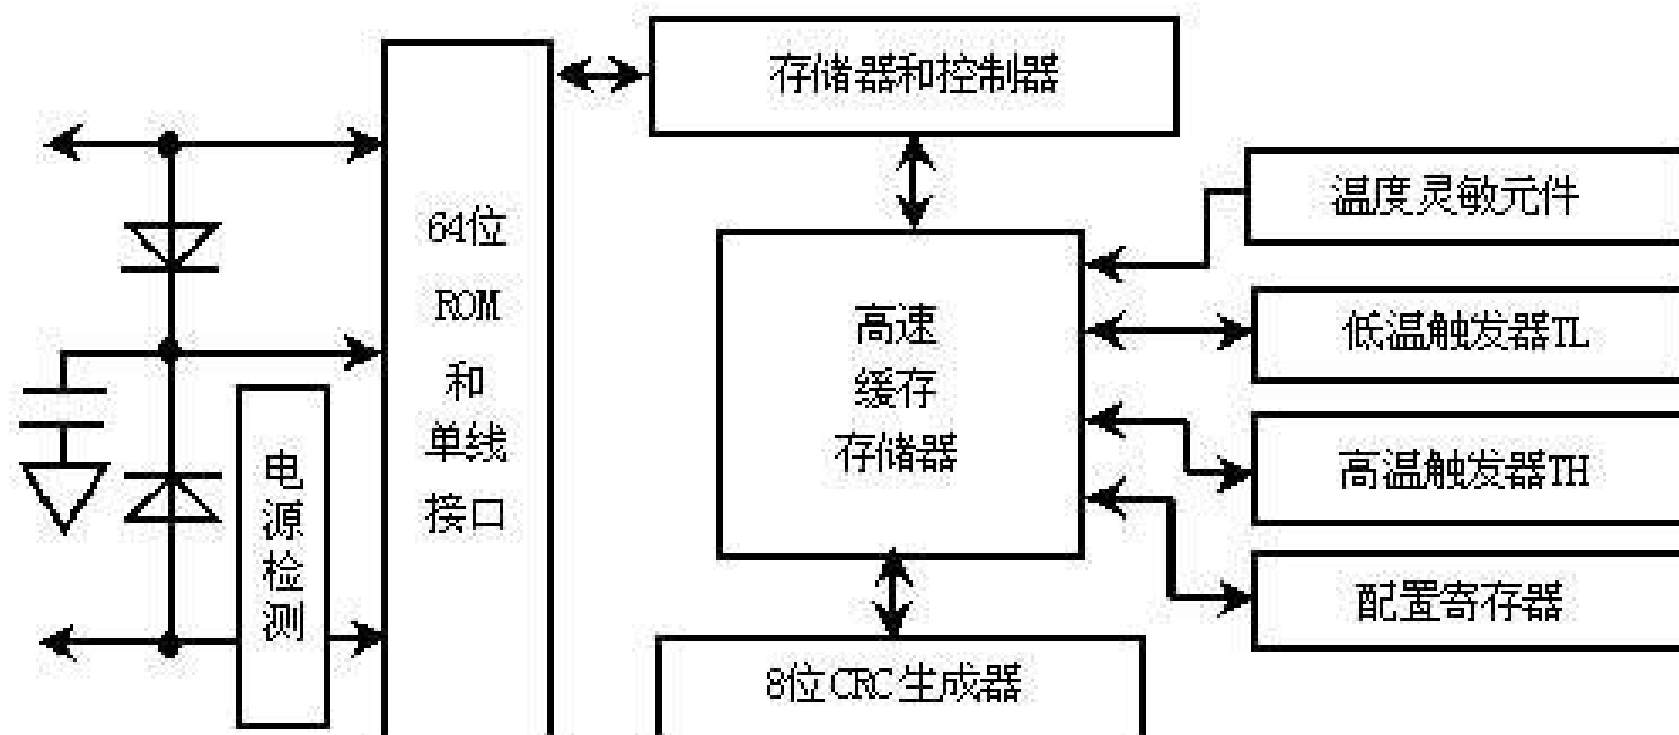 存储器和控制器
64位
ROM
和
单线
接口
电
源
检
测
高速
缓存
存储器
温度灵敏元件
低温触发器TL
高温触发器TH
配置寄存器
8位CRC生成器